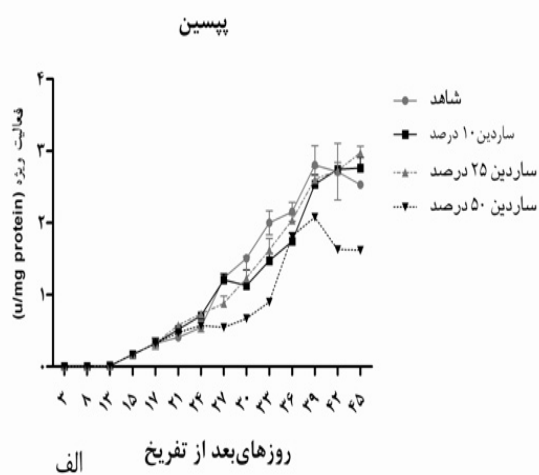 پپسین
شاهد
ساردین ۱۰ درصد
ساردین ۲۵ درصد
ساردین ۵۰ درصد
فعالیت ویژه (u/mg protein)
۴
۳
۲
۱
۰
۳ ۸ ۱۳ ۱۵ ۱۷ ۲۱ ۲۴ ۲۷ ۳۰ ۳۳ ۳۶ ۳۹ ۴۲ ۴۵
روزهای‌بعد از تفریخ
الف